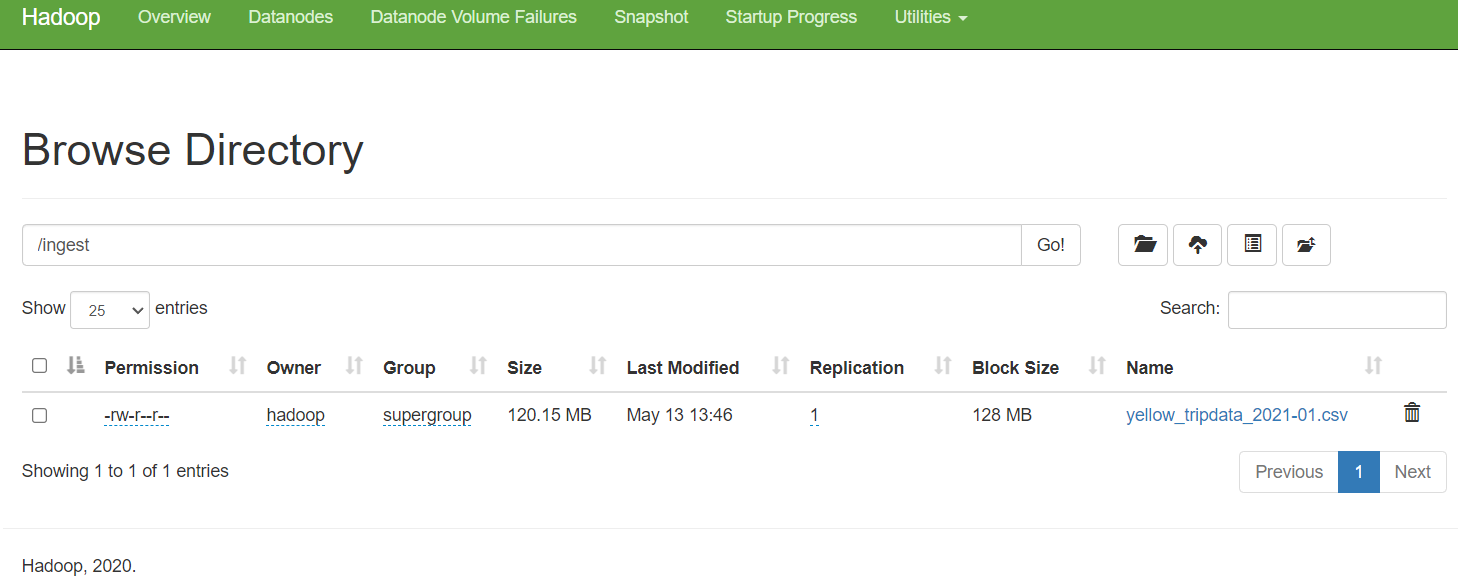 Hadoop Overview Datanodes Datanode Volume Failures Snapshot Startup Progress Utilities
Browse Directory
/ingest Go!
Show 25 entries Search:
Permission Owner Group Size Last Modified Replication Block Size Name
-rw-r--r-- hadoop supergroup 120.15 MB May 13 13:46 1 128 MB yellow_tripdata_2021-01.csv
Showing 1 to 1 of 1 entries Previous 1 Next
Hadoop, 2020.